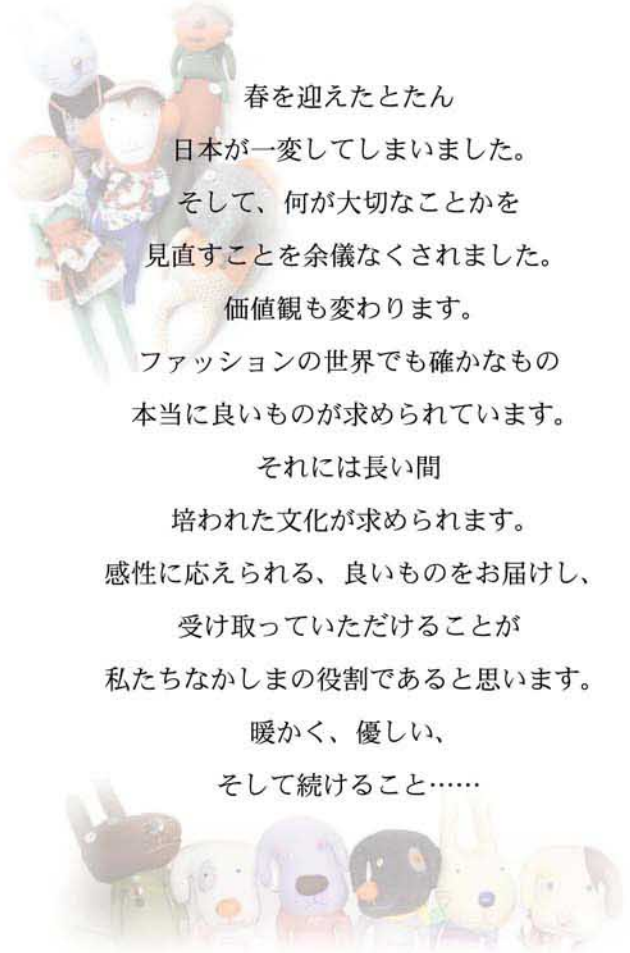 春を迎えたとたん
日本が一変してしまいました。
そして、何が大切なことかを
見直すことを余儀なくされました。
価値観も変わります。
ファッションの世界でも確かなもの
本当に良いものが求められています。
それには長い間
培われた文化が求められます。
感性に応えられる、良いものをお届けし、
受け取っていただけることが
私たちなかしまの役割であると思います。
暖かく、優しい、
そして続けること……